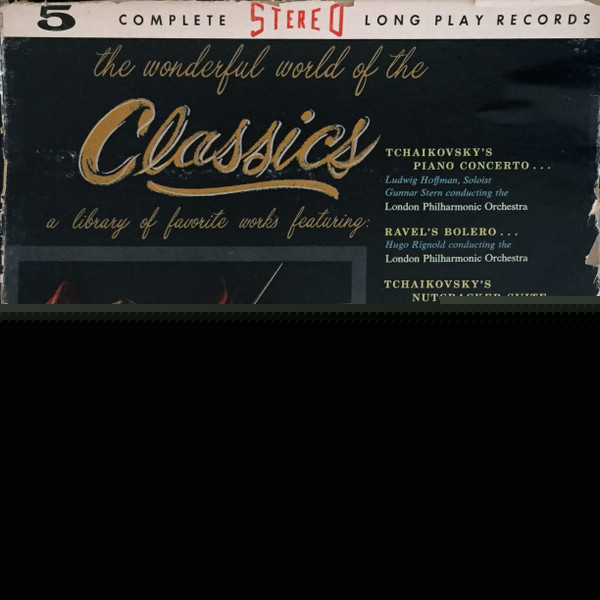 5 COMPLETE STEREO LONG PLAY RECORDS
the wonderful world of the
Classics
a library of favorite works featuring:
TCHAIKOVSKY'S
PIANO CONCERTO...
Ludwig Hoffman, Soloist
Gunnar Stern conducting the
London Philharmonic Orchestra
RAVEL'S BOLERO...
Hugo Rignold conducting the
London Philharmonic Orchestra
TCHAIKOVSKY'S
NUTCRACKER SUITE